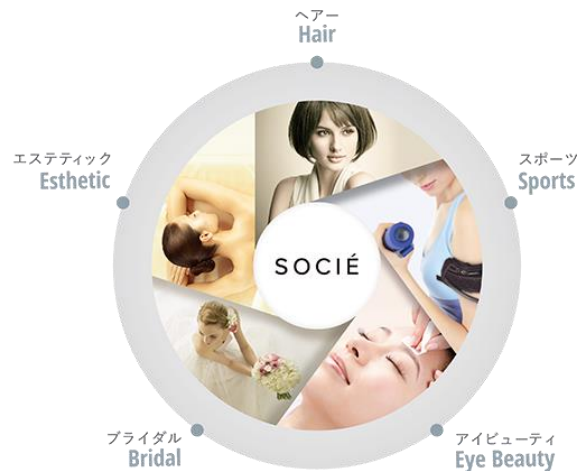 ヘアー
Hair
エステティック
Esthetic
スポーツ
Sports
SOCIÉ
ブライダル
Bridal
アイビューティ
Eye Beauty